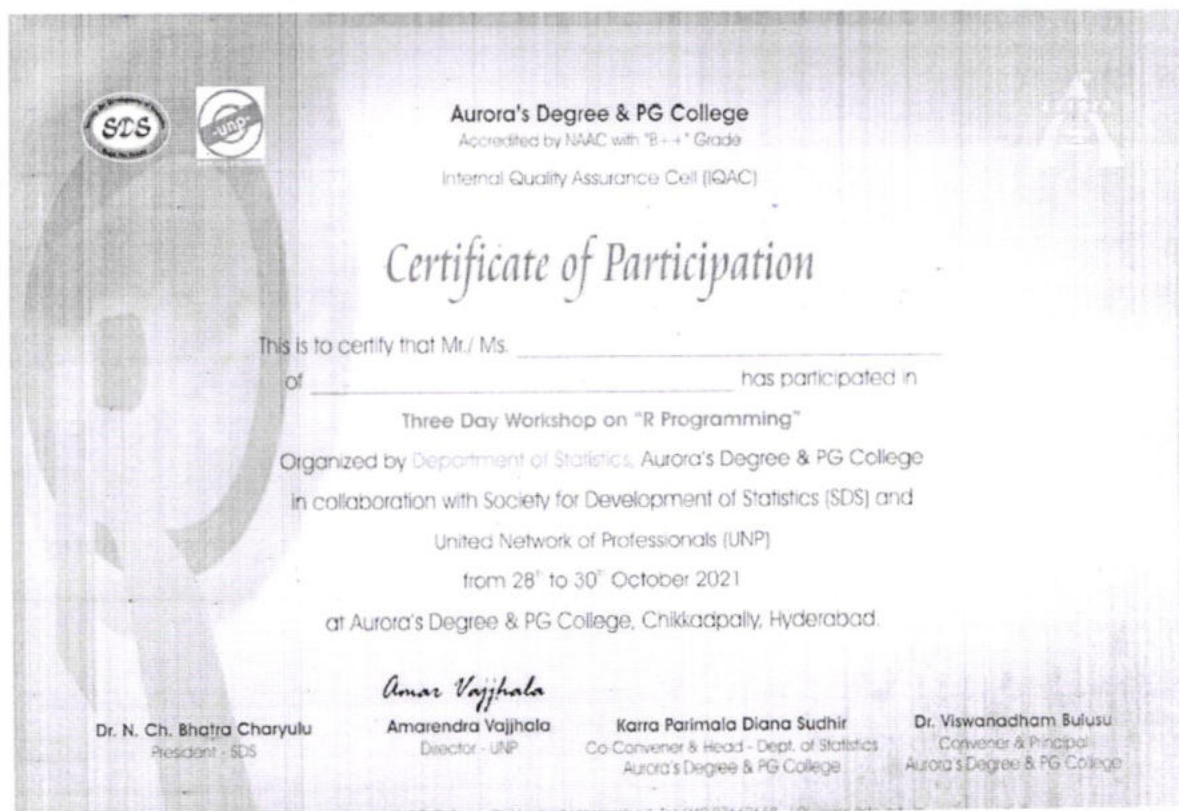 SDS
-unp-
Aurora's Degree & PG College
Accredited by NAAC with "B++" Grade
Internal Quality Assurance Cell (IQAC)
Certificate of Participation
This is to certify that Mr./ Ms.
of has participated in
Three Day Workshop on "R Programming"
Organized by Department of Statistics, Aurora's Degree & PG College
in collaboration with Society for Development of Statistics (SDS) and
United Network of Professionals (UNP)
from 28th to 30th October 2021
at Aurora's Degree & PG College, Chikkadpally, Hyderabad.
Amar Vajjhala
Dr. N. Ch. Bhatra Charyulu
President - SDS
Amarendra Vajjhala
Director - UNP
Karra Parimala Diana Sudhir
Co-Convener & Head - Dept. of Statistics
Aurora's Degree & PG College
Dr. Viswanadham Bulusu
Convener & Principal
Aurora's Degree & PG College